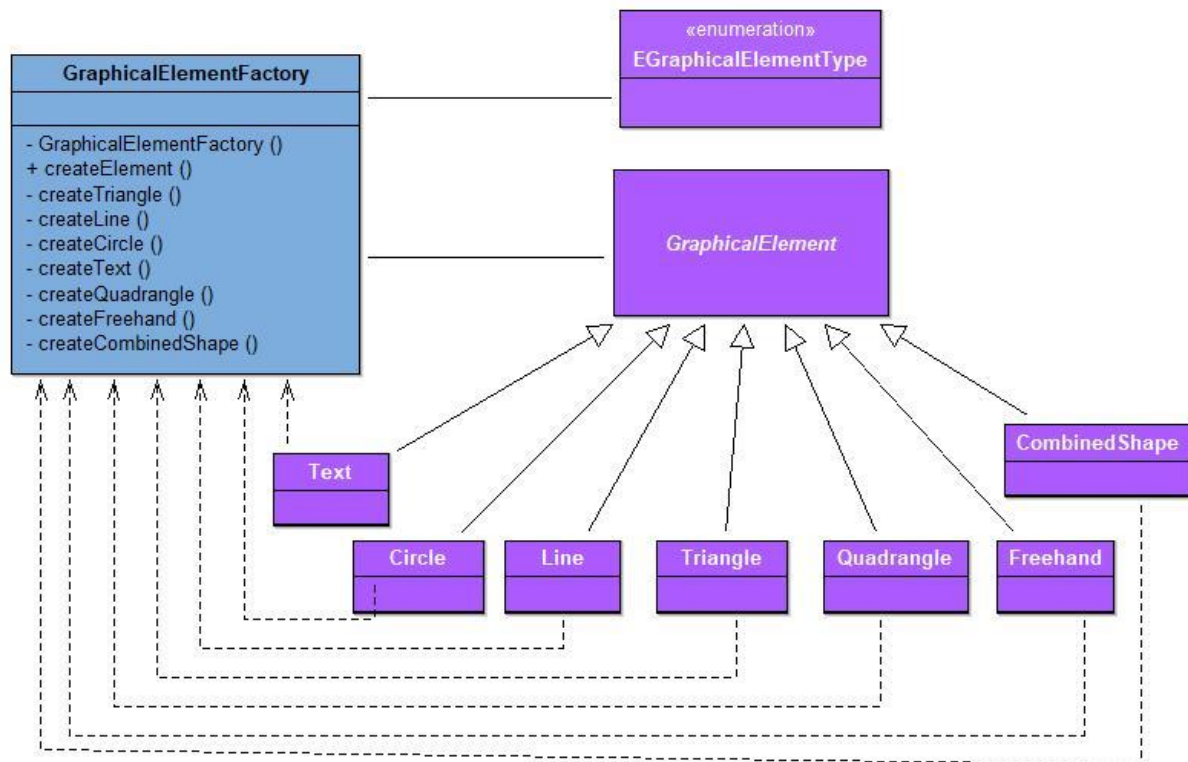 GraphicalElementFactory
- GraphicalElementFactory ()
+ createElement ()
- createTriangle ()
- createLine ()
- createCircle ()
- createText ()
- createQuadrangle ()
- createFreehand ()
- createCombinedShape ()
«enumeration»
EGraphicalElementType
GraphicalElement
CombinedShape
Text
Circle
Line
Triangle
Quadrangle
Freehand